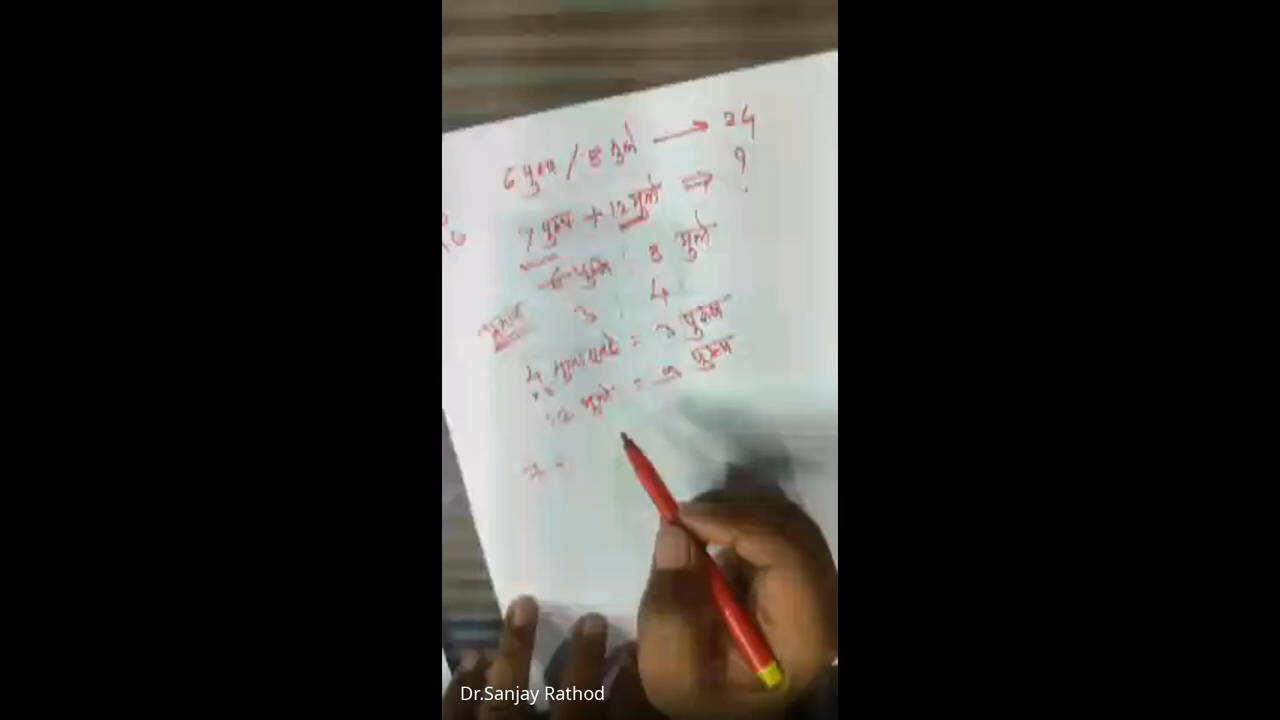 6 पुरुष / 8 मुले → 24
7 पुरुष + 12 मुले ⇒ ?
6 पुरुष : 8 मुले
पुरुष 3 : 4
4 = 3 पुरुष
12 मुले = 9 पुरुष
Dr.Sanjay Rathod